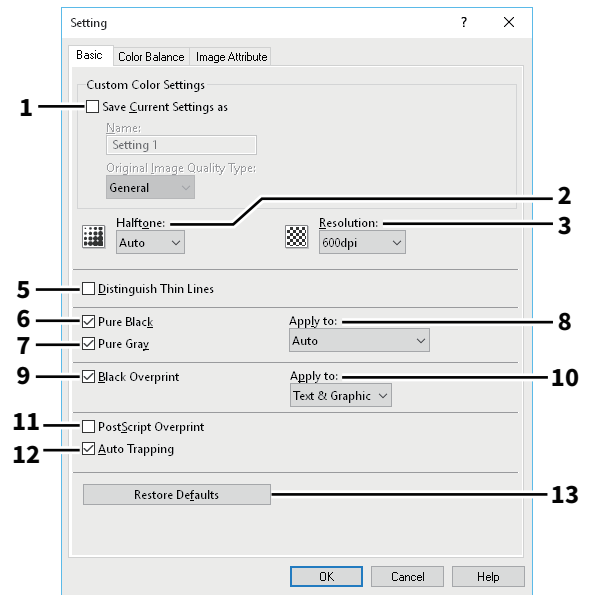 Setting ? ×
Basic Color Balance Image Attribute
Custom Color Settings
1 Save Current Settings as
Name:
Setting 1
Original Image Quality Type:
General
2
Halftone: Resolution: 3
Auto 600dpi
5 Distinguish Thin Lines
6 Pure Black Apply to: 8
7 Pure Gray Auto
9 Black Overprint Apply to: 10
Text & Graphic
11 PostScript Overprint
12 Auto Trapping
Restore Defaults 13
OK Cancel Help